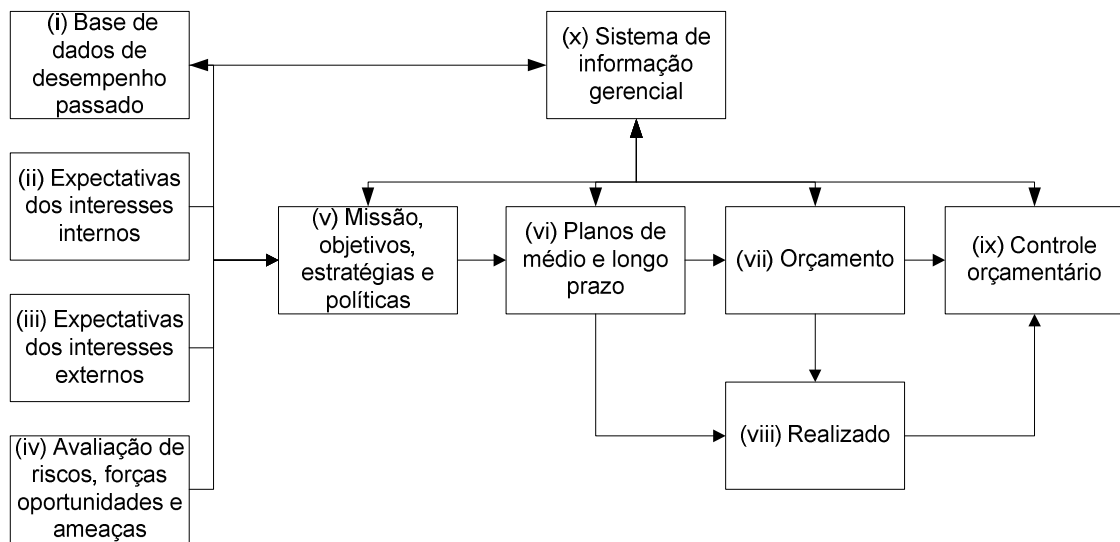 (i) Base de
dados de
desempenho
passado
(x) Sistema de
informação
gerencial
(ii) Expectativas
dos interesses
internos
(v) Missão,
objetivos,
estratégias e
políticas
(vi) Planos de
médio e longo
prazo
(vii) Orçamento
(ix) Controle
orçamentário
(iii) Expectativas
dos interesses
externos
(viii) Realizado
(iv) Avaliação de
riscos, forças
oportunidades e
ameaças